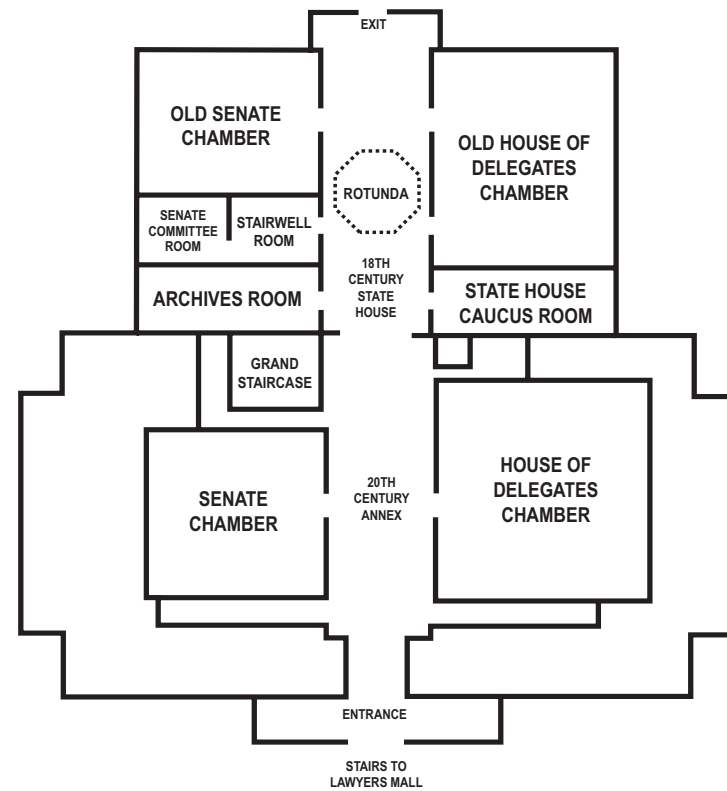 EXIT
OLD SENATE
CHAMBER
OLD HOUSE OF
DELEGATES
CHAMBER
ROTUNDA
SENATE
COMMITTEE
ROOM
STAIRWELL
ROOM
18TH
CENTURY
STATE
HOUSE
ARCHIVES ROOM
STATE HOUSE
CAUCUS ROOM
GRAND
STAIRCASE
SENATE
CHAMBER
20TH
CENTURY
ANNEX
HOUSE OF
DELEGATES
CHAMBER
ENTRANCE
STAIRS TO
LAWYERS MALL